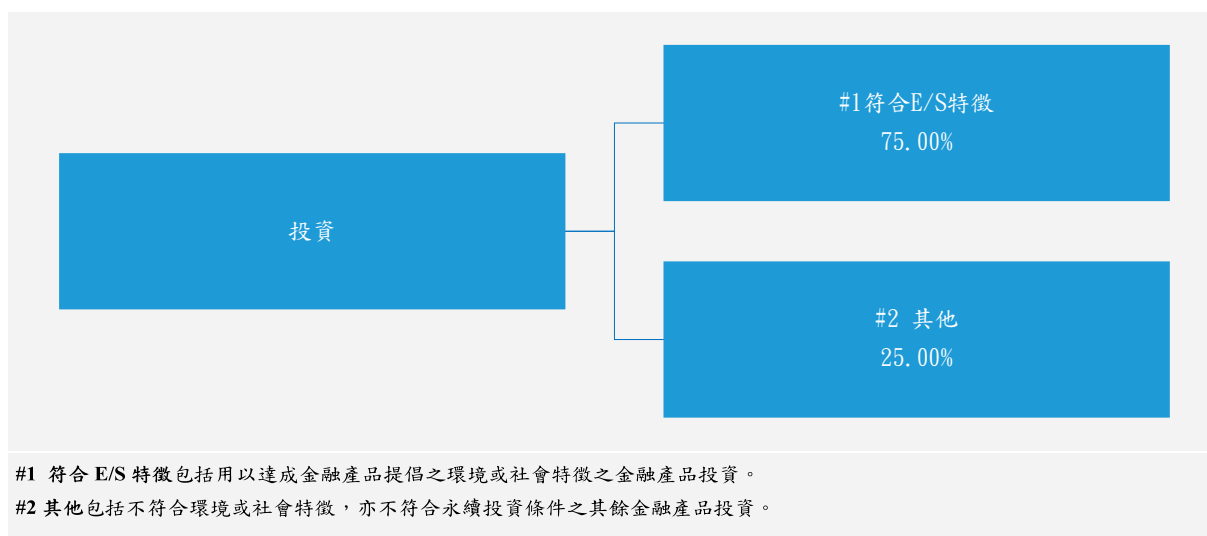 #1符合E/S特徵
75.00%
投資
#2 其他
25.00%
#1 符合 E/S 特徵包括用以達成金融產品提倡之環境或社會特徵之金融產品投資。
#2 其他包括不符合環境或社會特徵，亦不符合永續投資條件之其餘金融產品投資。